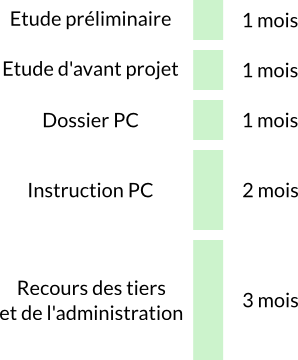 Etude préliminaire 1 mois
Etude d'avant projet 1 mois
Dossier PC 1 mois
Instruction PC 2 mois
Recours des tiers
et de l'administration 3 mois